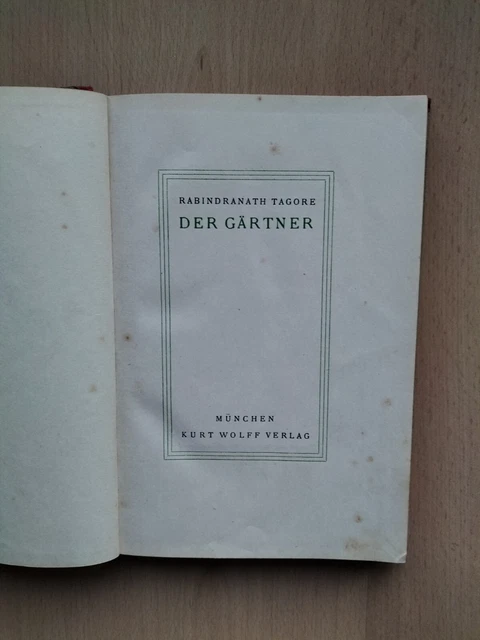 RABINDRANATH TAGORE
DER GÄRTNER
MÜNCHEN
KURT WOLFF VERLAG